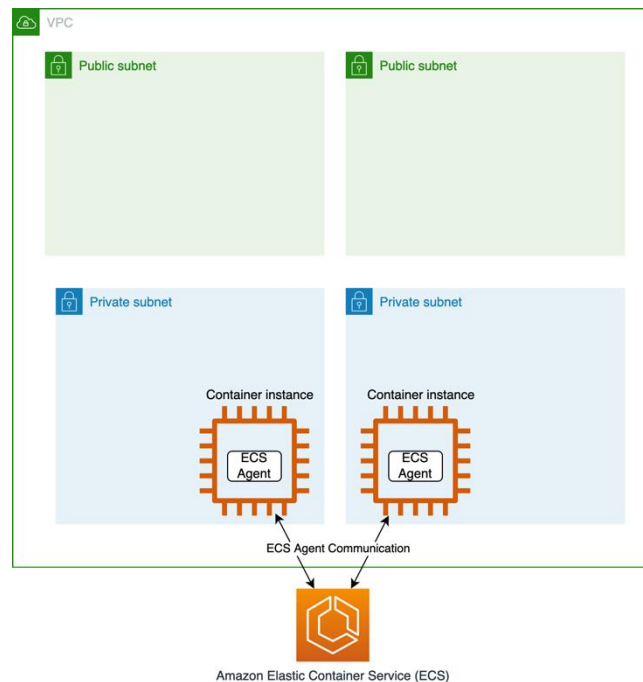 VPC
Public subnet
Public subnet
Private subnet
Private subnet
Container instance
Container instance
ECS
Agent
ECS
Agent
ECS Agent Communication
Amazon Elastic Container Service (ECS)